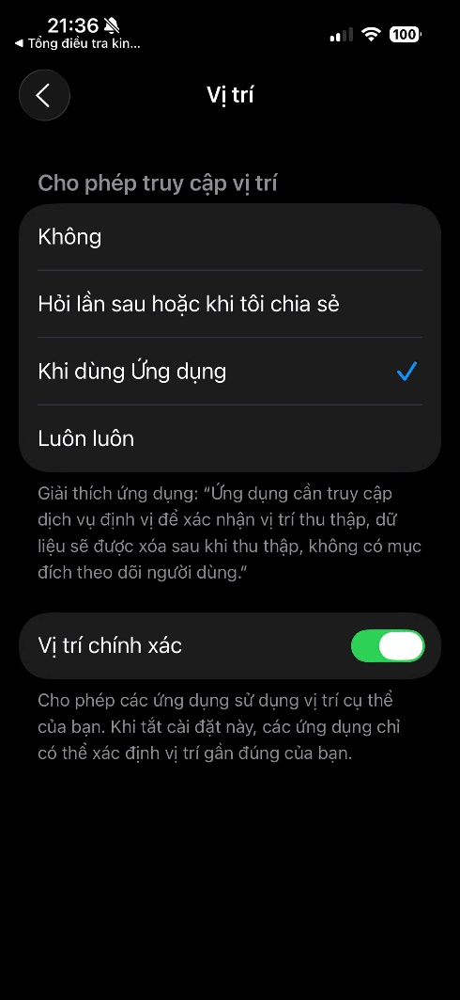 21:36
◀ Tổng điều tra kin...
100
Vị trí
Cho phép truy cập vị trí
Không
Hỏi lần sau hoặc khi tôi chia sẻ
Khi dùng Ứng dụng
Luôn luôn
Giải thích ứng dụng: “Ứng dụng cần truy cập
dịch vụ định vị để xác nhận vị trí thu thập, dữ
liệu sẽ được xóa sau khi thu thập, không có mục
đích theo dõi người dùng.”
Vị trí chính xác
Cho phép các ứng dụng sử dụng vị trí cụ thể
của bạn. Khi tắt cài đặt này, các ứng dụng chỉ
có thể xác định vị trí gần đúng của bạn.